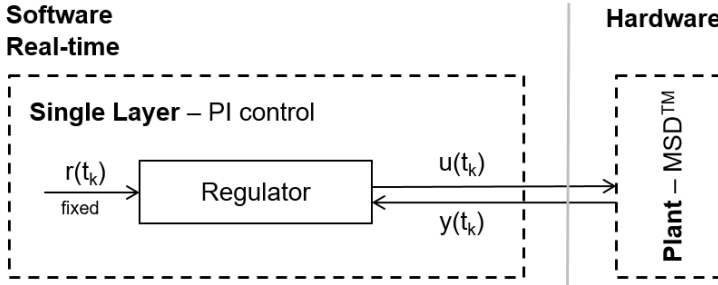 Software
Real-time
Hardware
Single Layer – PI control
r(tₖ)
fixed
Regulator
u(tₖ)
y(tₖ)
Plant – MSD™